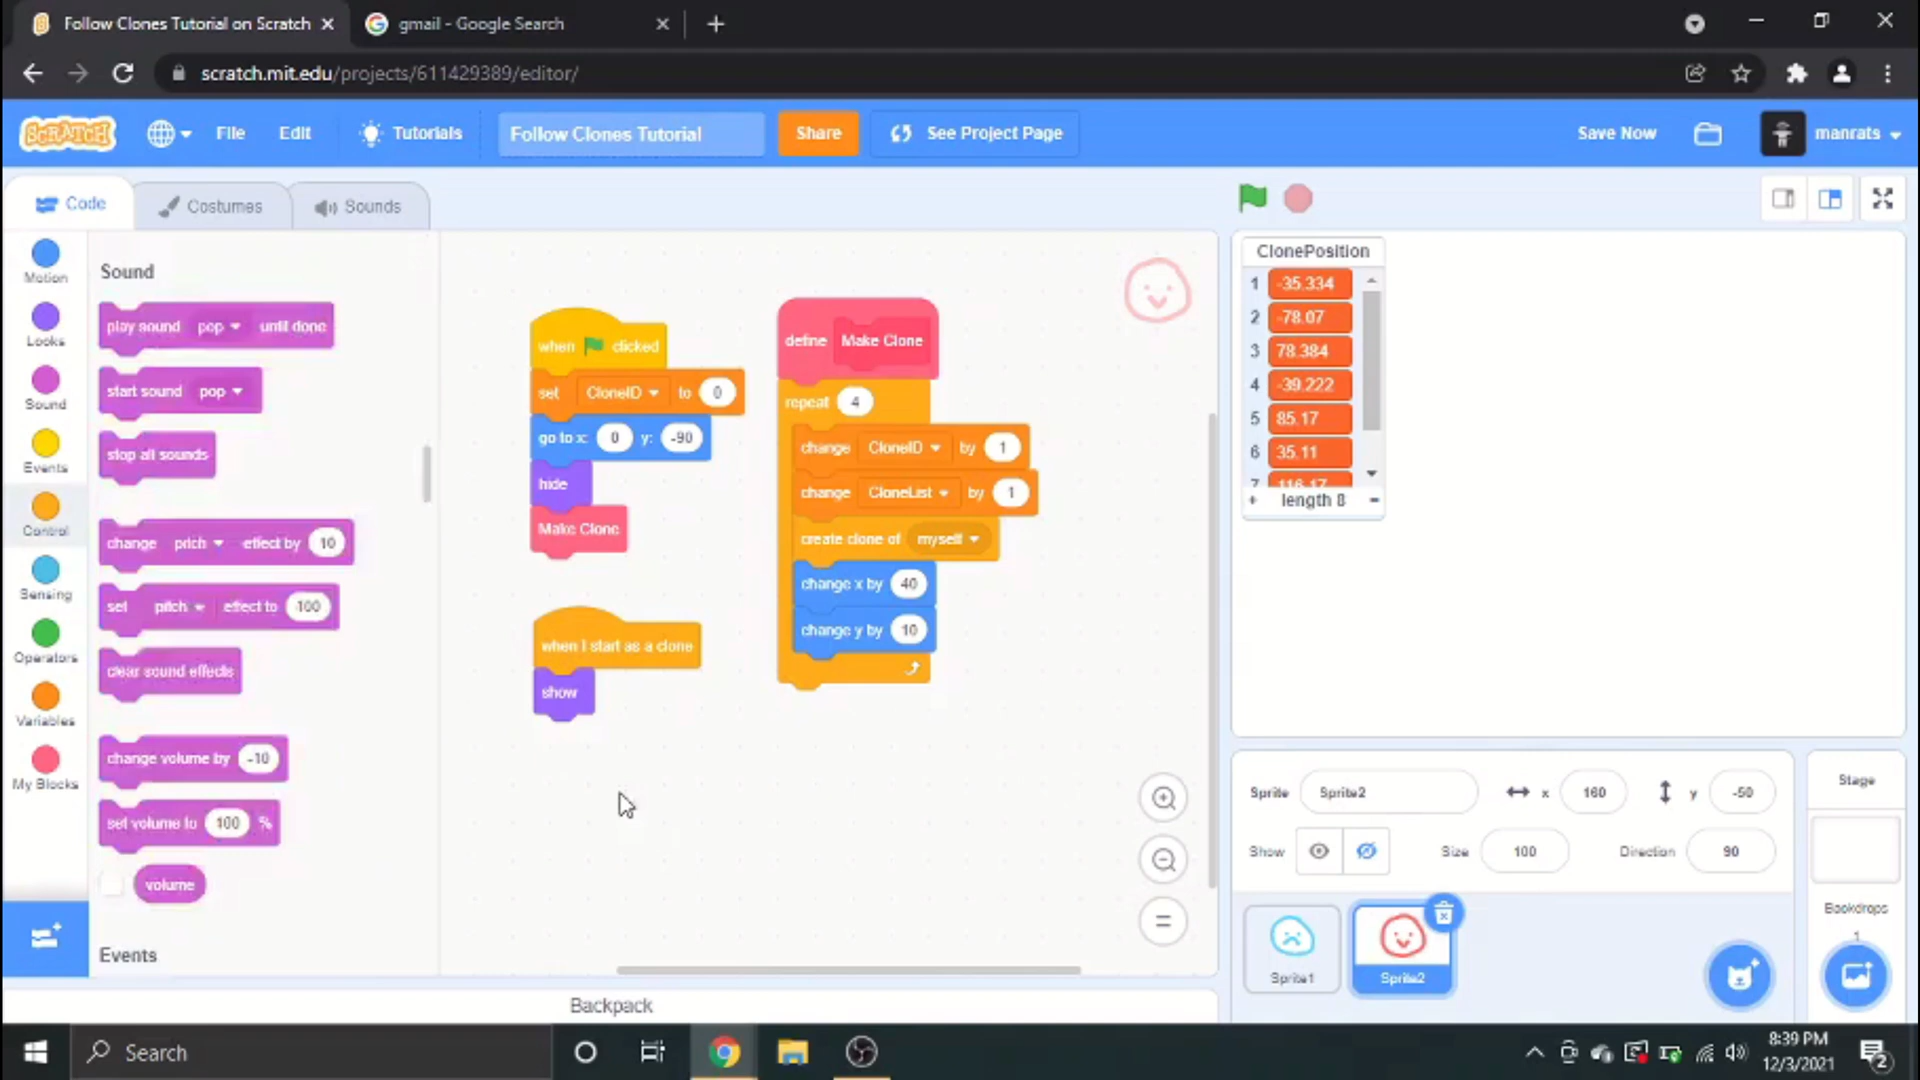 Follow Clones Tutorial on Scratch
gmail - Google Search
scratch.mit.edu/projects/611429389/editor/
SCRATCH
File
Edit
Tutorials
Follow Clones Tutorial
Share
See Project Page
Save Now
manrats
Code
Costumes
Sounds
Motion
Looks
Sound
Events
Control
Sensing
Operators
Variables
My Blocks
Sound
play sound pop until done
start sound pop
stop all sounds
change pitch effect by 10
set pitch effect to 100
clear sound effects
change volume by -10
set volume to 100 %
volume
Events
when clicked
set CloneID to 0
go to x: 0 y: -90
hide
Make Clone
when I start as a clone
show
define Make Clone
repeat 4
change CloneID by 1
change CloneList by 1
create clone of myself
change x by 40
change y by 10
ClonePosition
1 -35.334
2 -78.07
3 78.384
4 -39.222
5 85.17
6 35.11
7 116.17
+ length 8 =
Sprite Sprite2 x 160 y -50
Show Size 100 Direction 90
Sprite1
Sprite2
Stage
Backdrops
1
Backpack
Search
8:39 PM
12/3/2021
2